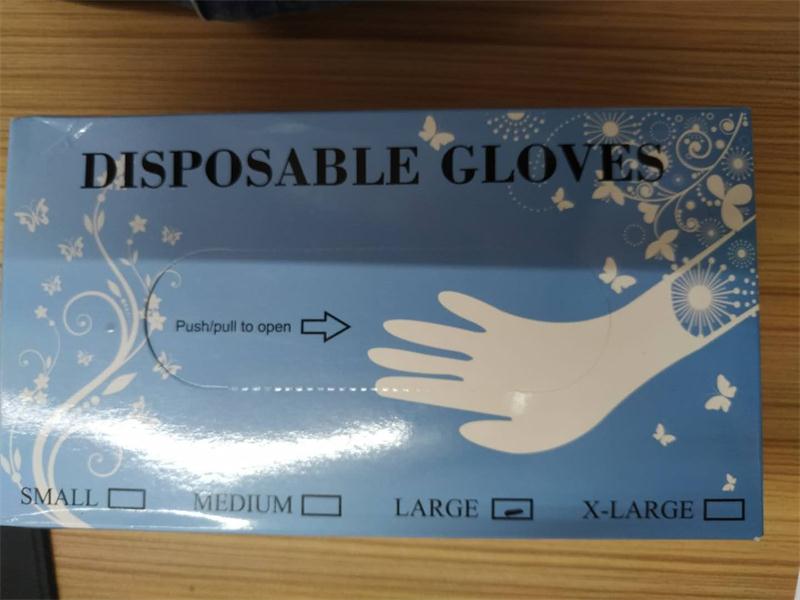 DISPOSABLE GLOVES
Push/pull to open
SMALL MEDIUM LARGE X-LARGE